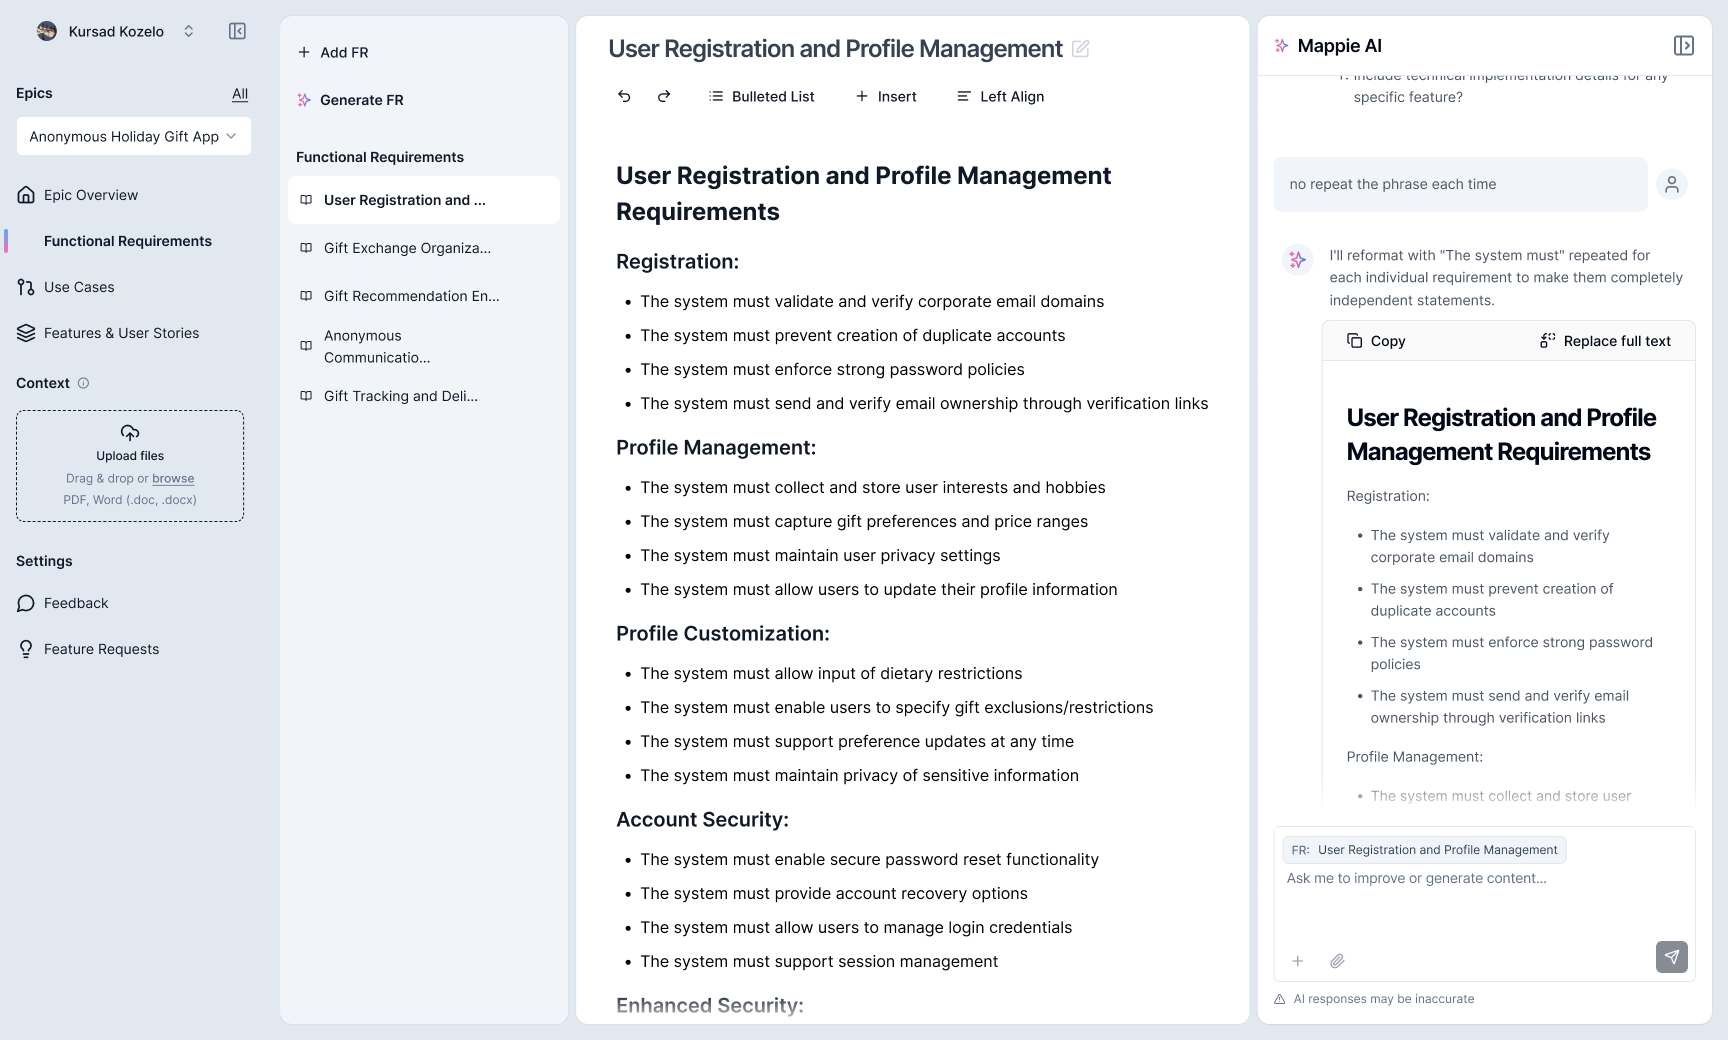 Kursad Kozelo
Epics
All
Anonymous Holiday Gift App
Epic Overview
Functional Requirements
Use Cases
Features & User Stories
Context
Upload files
Drag & drop or browse
PDF, Word (.doc, .docx)
Settings
Feedback
Feature Requests
Add FR
Generate FR
Functional Requirements
User Registration and ...
Gift Exchange Organiza...
Gift Recommendation En...
Anonymous
Communicatio...
Gift Tracking and Deli...
User Registration and Profile Management
Bulleted List
Insert
Left Align
User Registration and Profile Management
Requirements
Registration:
• The system must validate and verify corporate email domains
• The system must prevent creation of duplicate accounts
• The system must enforce strong password policies
• The system must send and verify email ownership through verification links
Profile Management:
• The system must collect and store user interests and hobbies
• The system must capture gift preferences and price ranges
• The system must maintain user privacy settings
• The system must allow users to update their profile information
Profile Customization:
• The system must allow input of dietary restrictions
• The system must enable users to specify gift exclusions/restrictions
• The system must support preference updates at any time
• The system must maintain privacy of sensitive information
Account Security:
• The system must enable secure password reset functionality
• The system must provide account recovery options
• The system must allow users to manage login credentials
• The system must support session management
Enhanced Security:
Mappie AI
Include technical implementation details for any
specific feature?
no repeat the phrase each time
I'll reformat with "The system must" repeated for
each individual requirement to make them completely
independent statements.
Copy
Replace full text
User Registration and Profile
Management Requirements
Registration:
• The system must validate and verify
corporate email domains
• The system must prevent creation of
duplicate accounts
• The system must enforce strong password
policies
• The system must send and verify email
ownership through verification links
Profile Management:
• The system must collect and store user
FR: User Registration and Profile Management
Ask me to improve or generate content...
AI responses may be inaccurate